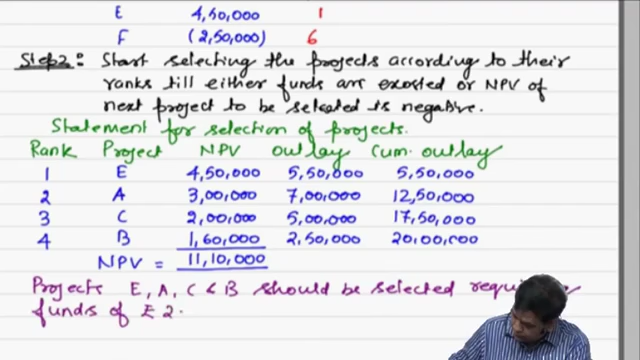 E 4,50,000 1
F (2,50,000) 6
Step2: Start selecting the projects according to their
ranks till either funds are exosted or NPV of
next project to be selected is negative.
Statement for selection of projects.
Rank Project NPV outlay Cum. outlay
1 E 4,50,000 5,50,000 5,50,000
2 A 3,00,000 7,00,000 12,50,000
3 C 2,00,000 5,00,000 17,50,000
4 B 1,60,000 2,50,000 20,00,000
NPV = 11,10,000
Projects E, A, C & B should be selected
funds of 2.